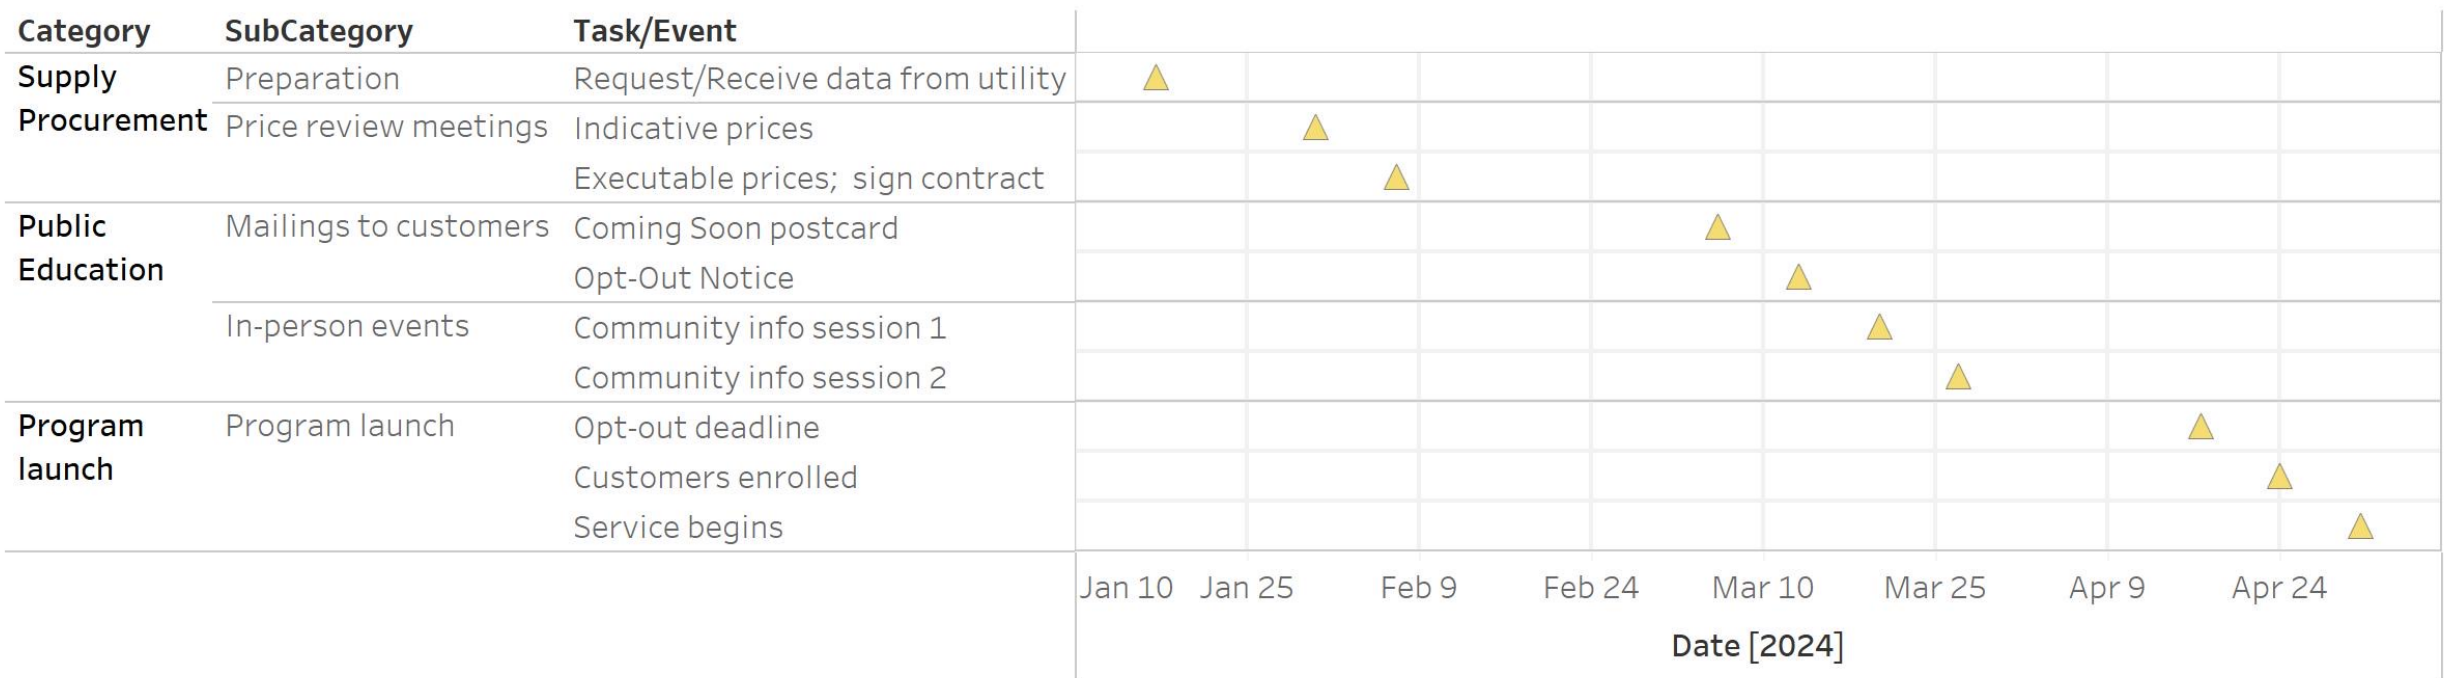 Category SubCategory Task/Event
Supply Preparation Request/Receive data from utility
Procurement Price review meetings Indicative prices
Executable prices; sign contract
Public Mailings to customers Coming Soon postcard
Education Opt-Out Notice
In-person events Community info session 1
Community info session 2
Program Program launch Opt-out deadline
launch Customers enrolled
Service begins
Jan 10 Jan 25 Feb 9 Feb 24 Mar 10 Mar 25 Apr 9 Apr 24
Date [2024]